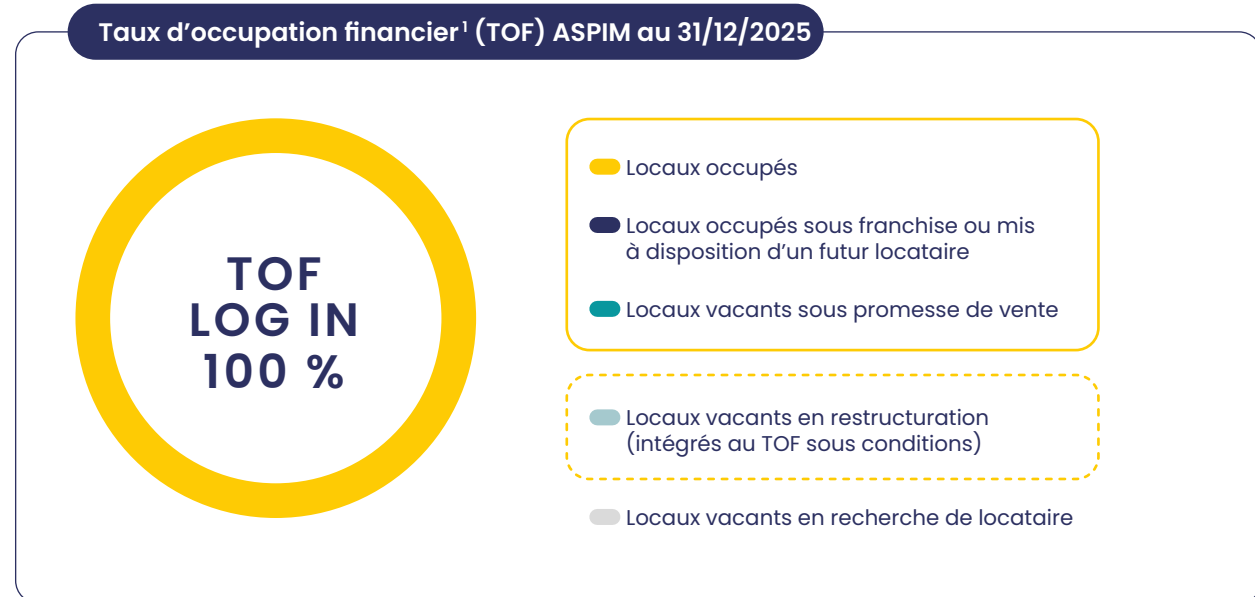 Taux d’occupation financier¹ (TOF) ASPIM au 31/12/2025
TOF
LOG IN
100 %
Locaux occupés
Locaux occupés sous franchise ou mis
à disposition d’un futur locataire
Locaux vacants sous promesse de vente
Locaux vacants en restructuration
(intégrés au TOF sous conditions)
Locaux vacants en recherche de locataire